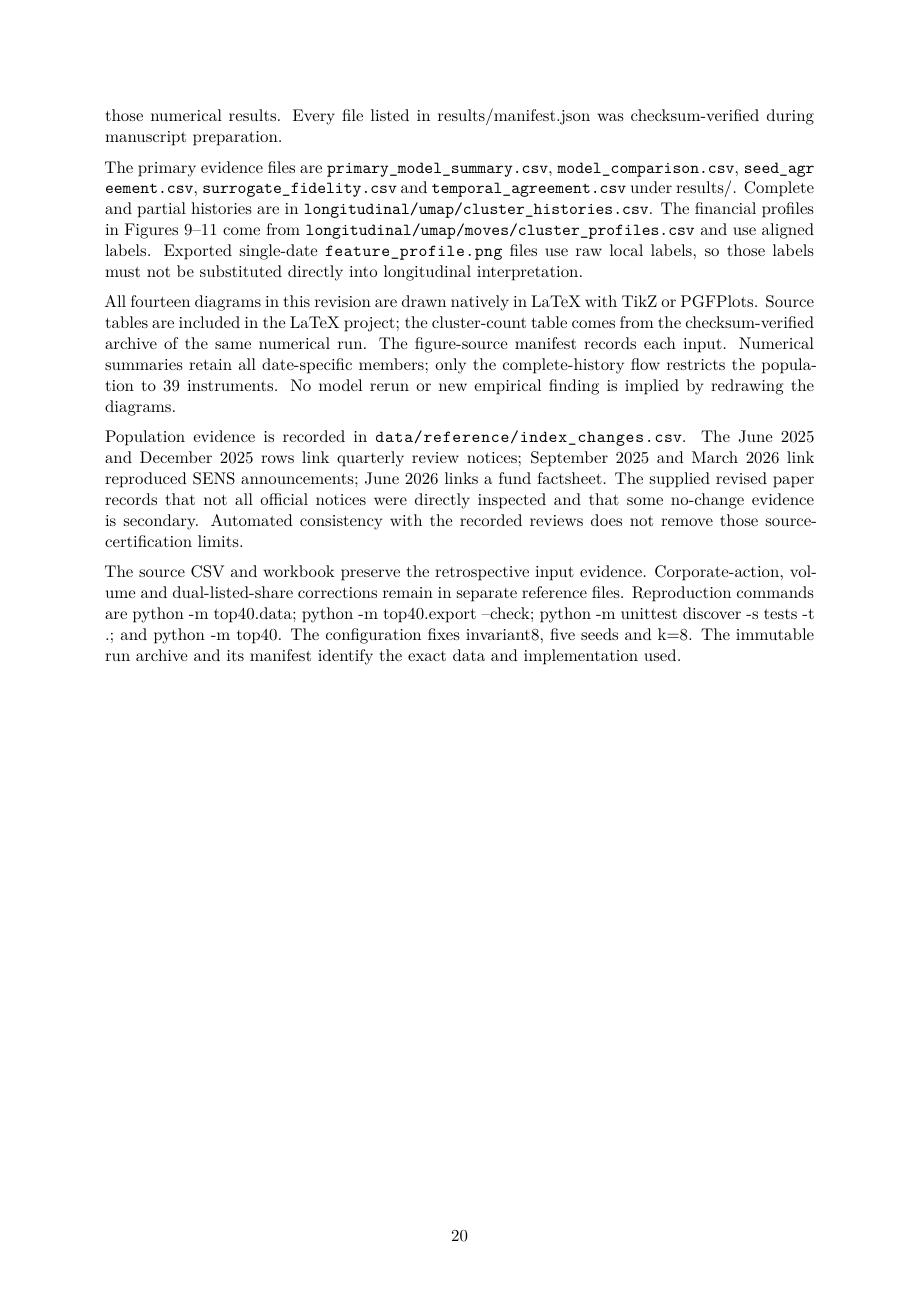 those numerical results. Every file listed in results/manifest.json was checksum-verified during
manuscript preparation.
The primary evidence files are primary_model_summary.csv, model_comparison.csv, seed_agr
eement.csv, surrogate_fidelity.csv and temporal_agreement.csv under results/. Complete
and partial histories are in longitudinal/umap/cluster_histories.csv. The financial profiles
in Figures 9–11 come from longitudinal/umap/moves/cluster_profiles.csv and use aligned
labels. Exported single-date feature_profile.png files use raw local labels, so those labels
must not be substituted directly into longitudinal interpretation.
All fourteen diagrams in this revision are drawn natively in LaTeX with TikZ or PGFPlots. Source
tables are included in the LaTeX project; the cluster-count table comes from the checksum-verified
archive of the same numerical run. The figure-source manifest records each input. Numerical
summaries retain all date-specific members; only the complete-history flow restricts the popula-
tion to 39 instruments. No model rerun or new empirical finding is implied by redrawing the
diagrams.
Population evidence is recorded in data/reference/index_changes.csv. The June 2025
and December 2025 rows link quarterly review notices; September 2025 and March 2026 link
reproduced SENS announcements; June 2026 links a fund factsheet. The supplied revised paper
records that not all official notices were directly inspected and that some no-change evidence
is secondary. Automated consistency with the recorded reviews does not remove those source-
certification limits.
The source CSV and workbook preserve the retrospective input evidence. Corporate-action, vol-
ume and dual-listed-share corrections remain in separate reference files. Reproduction commands
are python -m top40.data; python -m top40.export –check; python -m unittest discover -s tests -t
.; and python -m top40. The configuration fixes invariant8, five seeds and k=8. The immutable
run archive and its manifest identify the exact data and implementation used.
20